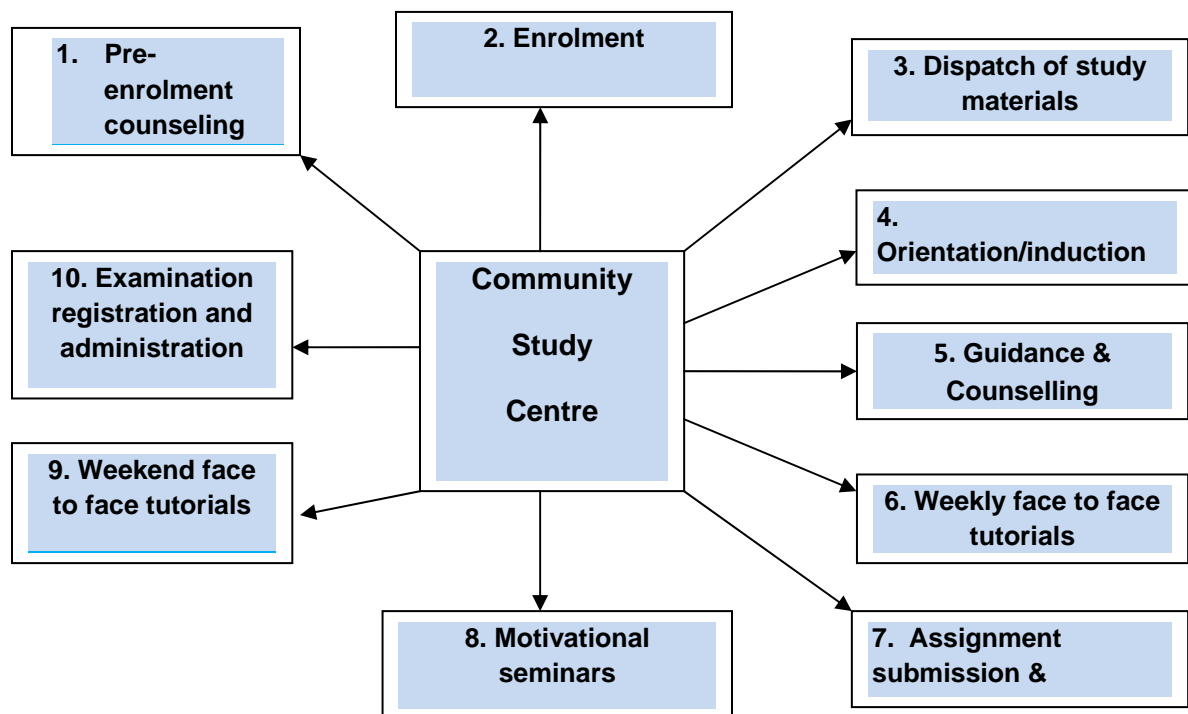 1. Pre-
enrolment
counseling
2. Enrolment
3. Dispatch of study
materials
4.
Orientation/induction
5. Guidance &
Counselling
6. Weekly face to face
tutorials
7. Assignment
submission &
8. Motivational
seminars
9. Weekend face
to face tutorials
10. Examination
registration and
administration
Community
Study
Centre